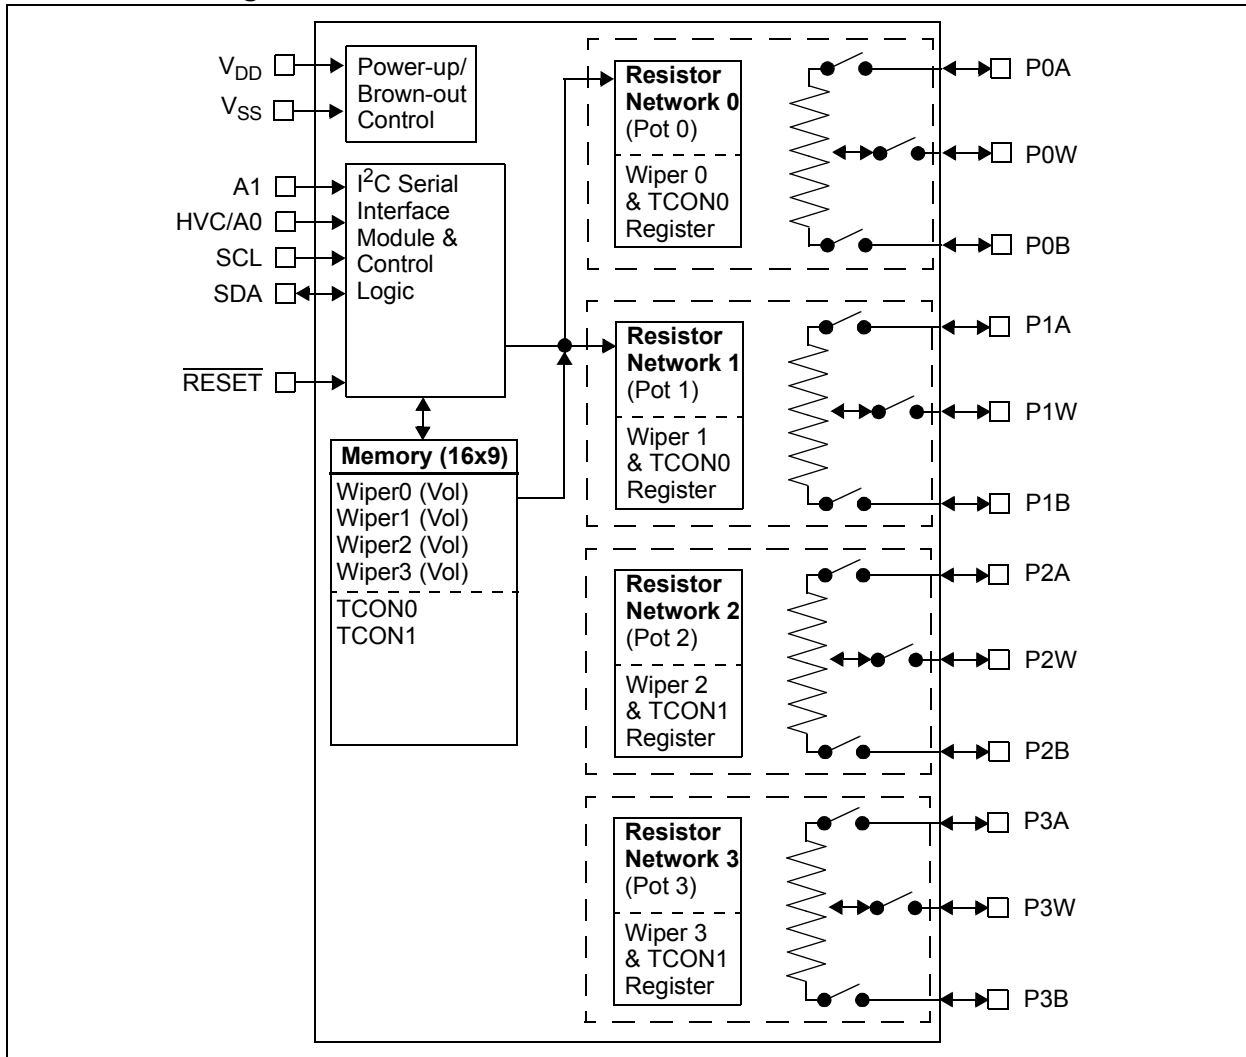 V_DD
V_SS
Power-up/
Brown-out
Control
A1
HVC/A0
SCL
SDA
RESET
I²C Serial
Interface
Module &
Control
Logic
Memory (16x9)
Wiper0 (Vol)
Wiper1 (Vol)
Wiper2 (Vol)
Wiper3 (Vol)
TCON0
TCON1
Resistor
Network 0
(Pot 0)
Wiper 0
& TCON0
Register
P0A
P0W
P0B
Resistor
Network 1
(Pot 1)
Wiper 1
& TCON0
Register
P1A
P1W
P1B
Resistor
Network 2
(Pot 2)
Wiper 2
& TCON1
Register
P2A
P2W
P2B
Resistor
Network 3
(Pot 3)
Wiper 3
& TCON1
Register
P3A
P3W
P3B